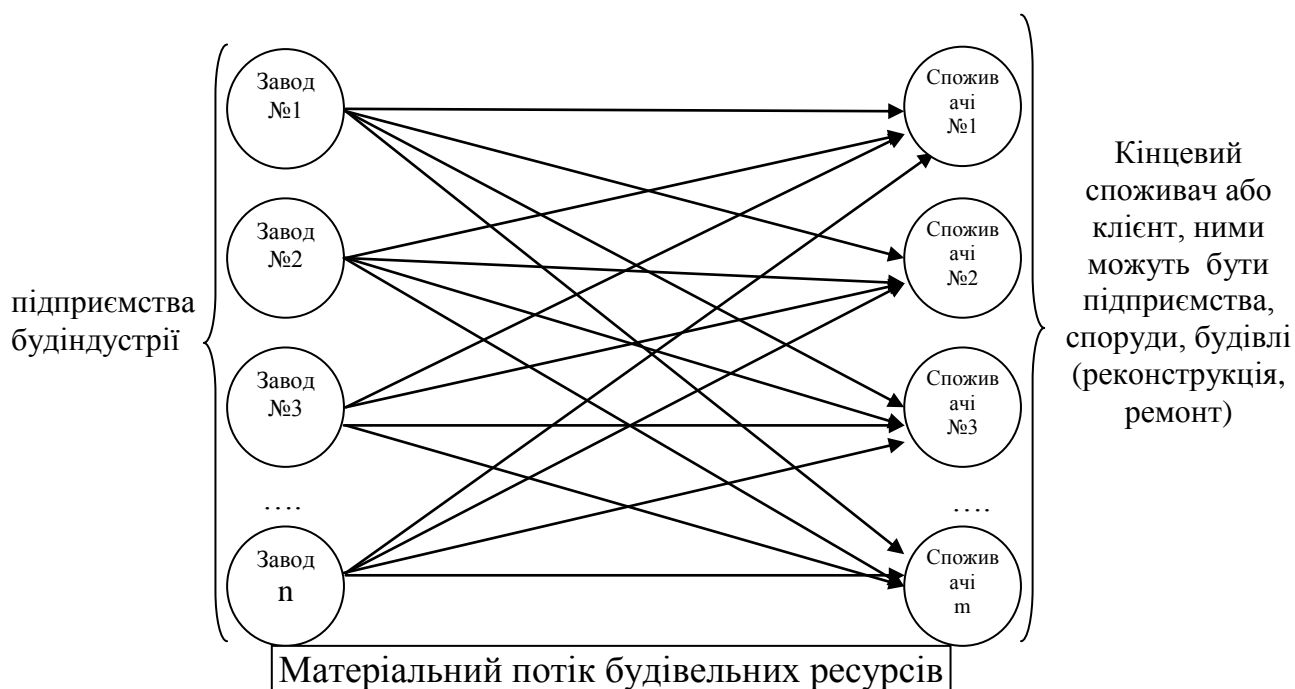 підприємства
будіндустрії
Завод
№1
Завод
№2
Завод
№3
….
Завод
n
Спожив
ачі
№1
Спожив
ачі
№2
Спожив
ачі
№3
….
Спожив
ачі
m
Кінцевий
споживач або
клієнт, ними
можуть бути
підприємства,
споруди, будівлі
(реконструкція,
ремонт)
Матеріальний потік будівельних ресурсів